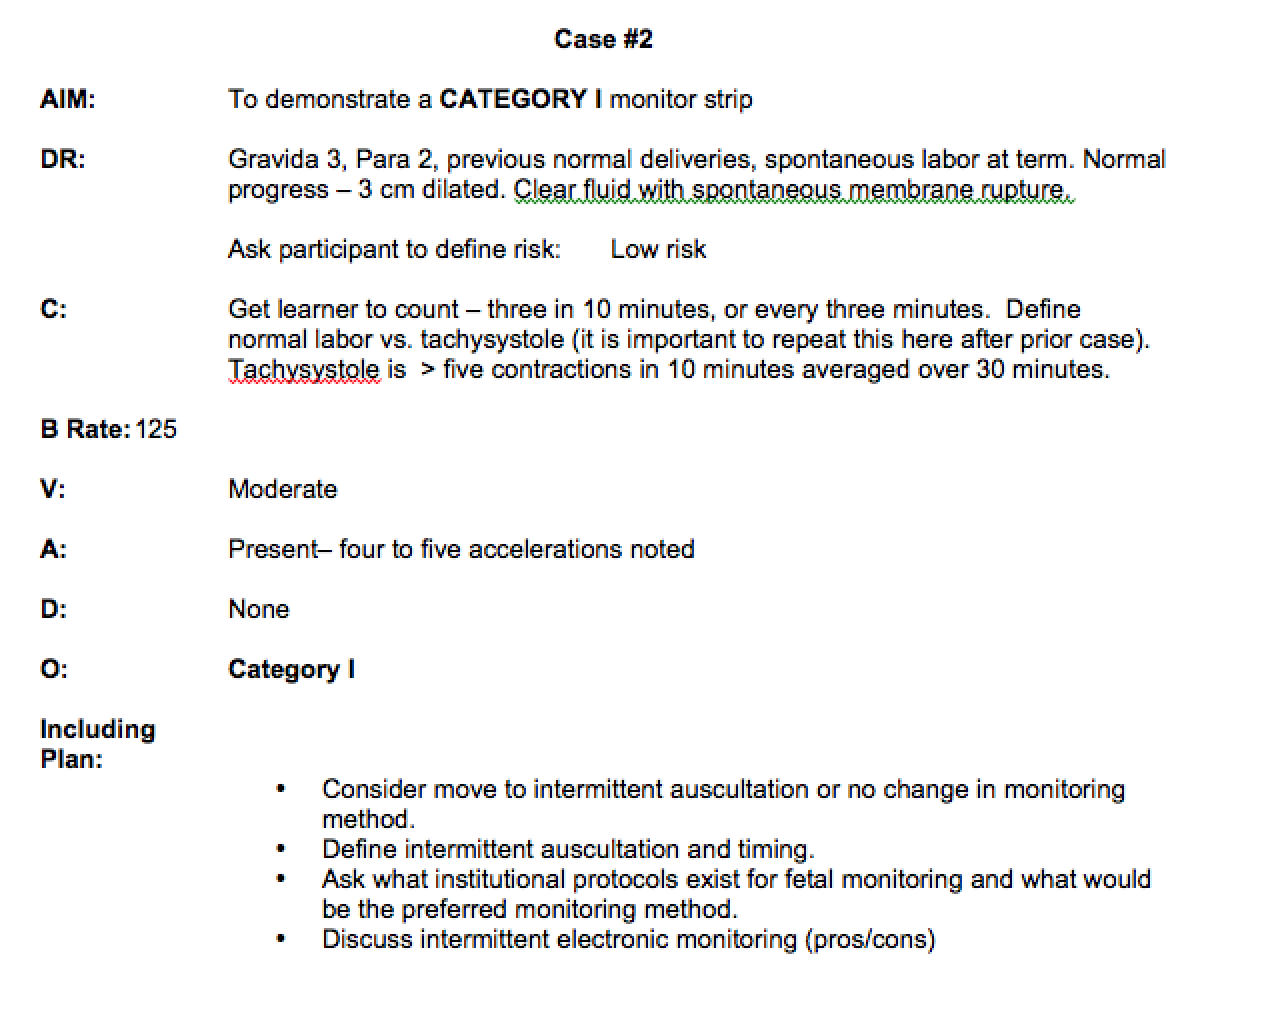 Case #2
AIM: To demonstrate a CATEGORY I monitor strip
DR: Gravida 3, Para 2, previous normal deliveries, spontaneous labor at term. Normal
progress – 3 cm dilated. Clear fluid with spontaneous membrane rupture.
Ask participant to define risk: Low risk
C: Get learner to count – three in 10 minutes, or every three minutes. Define
normal labor vs. tachysystole (it is important to repeat this here after prior case).
Tachysystole is > five contractions in 10 minutes averaged over 30 minutes.
B Rate: 125
V: Moderate
A: Present– four to five accelerations noted
D: None
O: Category I
Including
Plan:
• Consider move to intermittent auscultation or no change in monitoring
method.
• Define intermittent auscultation and timing.
• Ask what institutional protocols exist for fetal monitoring and what would
be the preferred monitoring method.
• Discuss intermittent electronic monitoring (pros/cons)